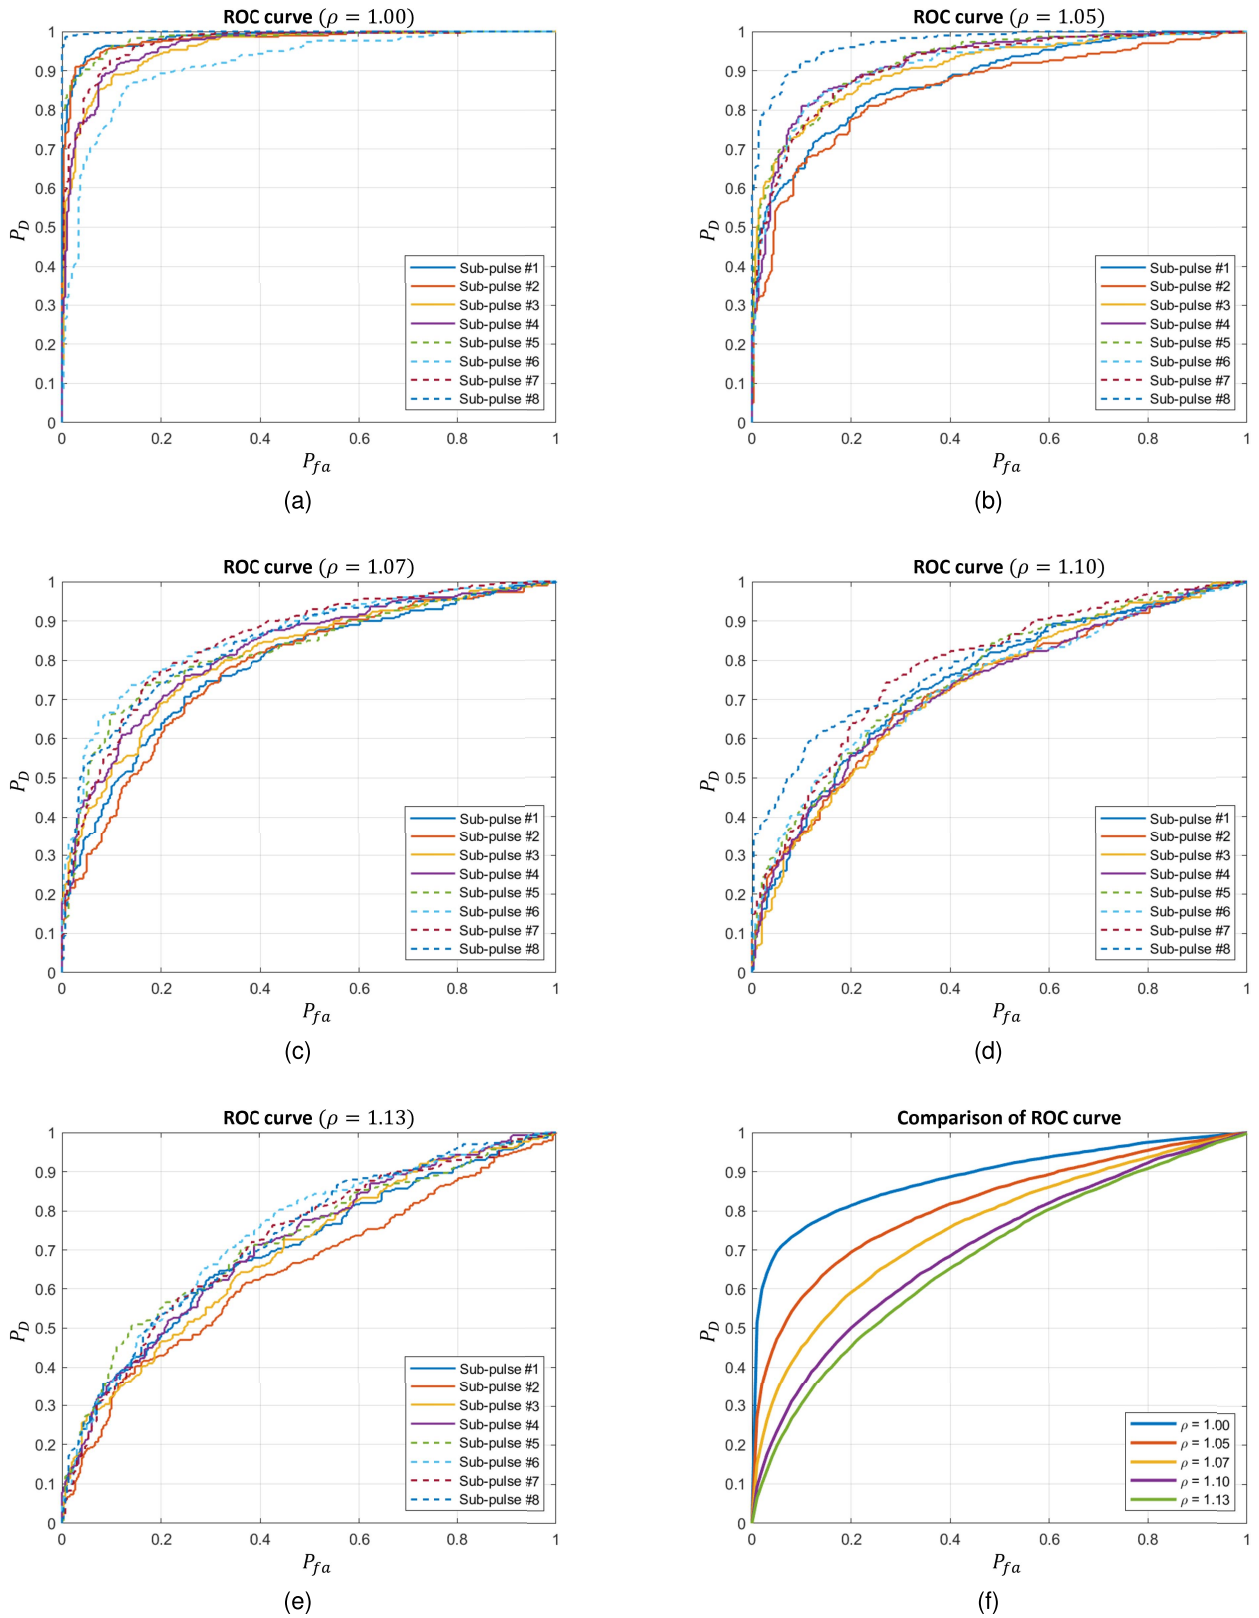 ROC curve (ρ = 1.00)
1
0.9
0.8
0.7
0.6
0.5
0.4
0.3
0.2
0.1
0
P_D
Sub-pulse #1
Sub-pulse #2
Sub-pulse #3
Sub-pulse #4
Sub-pulse #5
Sub-pulse #6
Sub-pulse #7
Sub-pulse #8
0 0.2 0.4 0.6 0.8 1
P_fa
(a)
ROC curve (ρ = 1.05)
1
0.9
0.8
0.7
0.6
0.5
0.4
0.3
0.2
0.1
0
P_D
Sub-pulse #1
Sub-pulse #2
Sub-pulse #3
Sub-pulse #4
Sub-pulse #5
Sub-pulse #6
Sub-pulse #7
Sub-pulse #8
0 0.2 0.4 0.6 0.8 1
P_fa
(b)
ROC curve (ρ = 1.07)
1
0.9
0.8
0.7
0.6
0.5
0.4
0.3
0.2
0.1
0
P_D
Sub-pulse #1
Sub-pulse #2
Sub-pulse #3
Sub-pulse #4
Sub-pulse #5
Sub-pulse #6
Sub-pulse #7
Sub-pulse #8
0 0.2 0.4 0.6 0.8 1
P_fa
(c)
ROC curve (ρ = 1.10)
1
0.9
0.8
0.7
0.6
0.5
0.4
0.3
0.2
0.1
0
P_D
Sub-pulse #1
Sub-pulse #2
Sub-pulse #3
Sub-pulse #4
Sub-pulse #5
Sub-pulse #6
Sub-pulse #7
Sub-pulse #8
0 0.2 0.4 0.6 0.8 1
P_fa
(d)
ROC curve (ρ = 1.13)
1
0.9
0.8
0.7
0.6
0.5
0.4
0.3
0.2
0.1
0
P_D
Sub-pulse #1
Sub-pulse #2
Sub-pulse #3
Sub-pulse #4
Sub-pulse #5
Sub-pulse #6
Sub-pulse #7
Sub-pulse #8
0 0.2 0.4 0.6 0.8 1
P_fa
(e)
Comparison of ROC curve
1
0.9
0.8
0.7
0.6
0.5
0.4
0.3
0.2
0.1
0
P_D
ρ = 1.00
ρ = 1.05
ρ = 1.07
ρ = 1.10
ρ = 1.13
0 0.2 0.4 0.6 0.8 1
P_fa
(f)